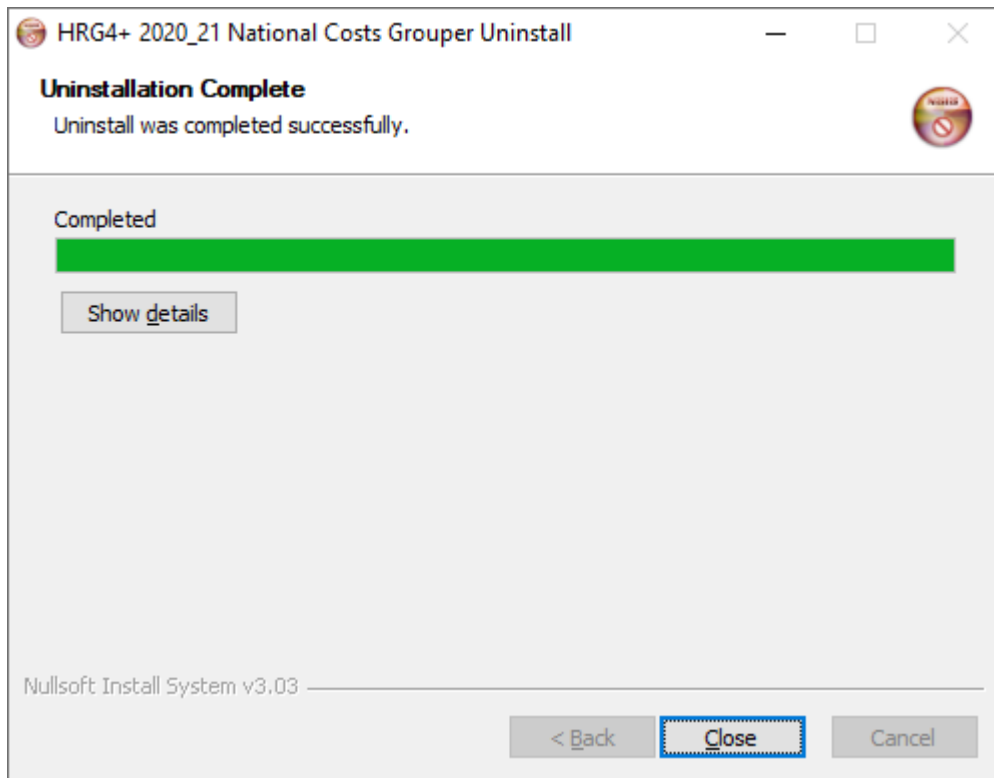 HRG4+ 2020_21 National Costs Grouper Uninstall
Uninstallation Complete
Uninstall was completed successfully.
Completed
Show details
Nullsoft Install System v3.03
< Back
Close
Cancel